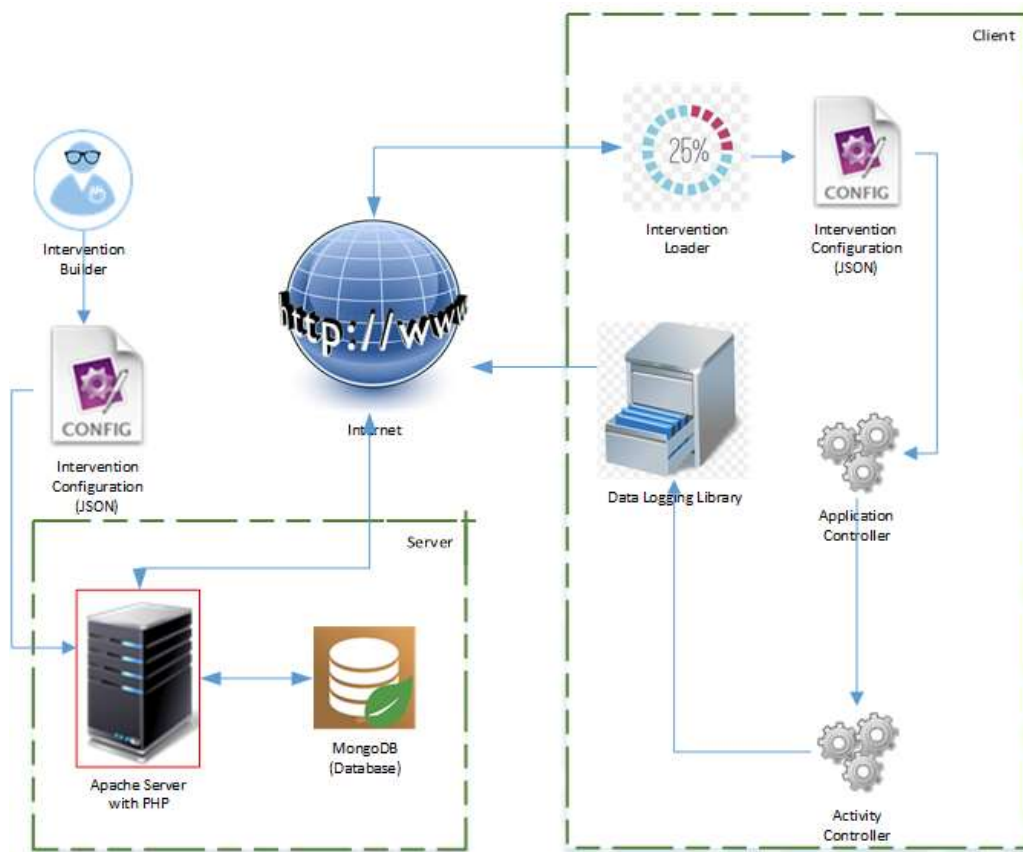 Client
25%
CONFIG
Intervention
Loader
Intervention
Configuration
(JSON)
Intervention
Builder
http://www
Internet
CONFIG
Intervention
Configuration
(JSON)
Data Logging Library
Application
Controller
Server
Apache Server
with PHP
MongoDB
(Database)
Activity
Controller